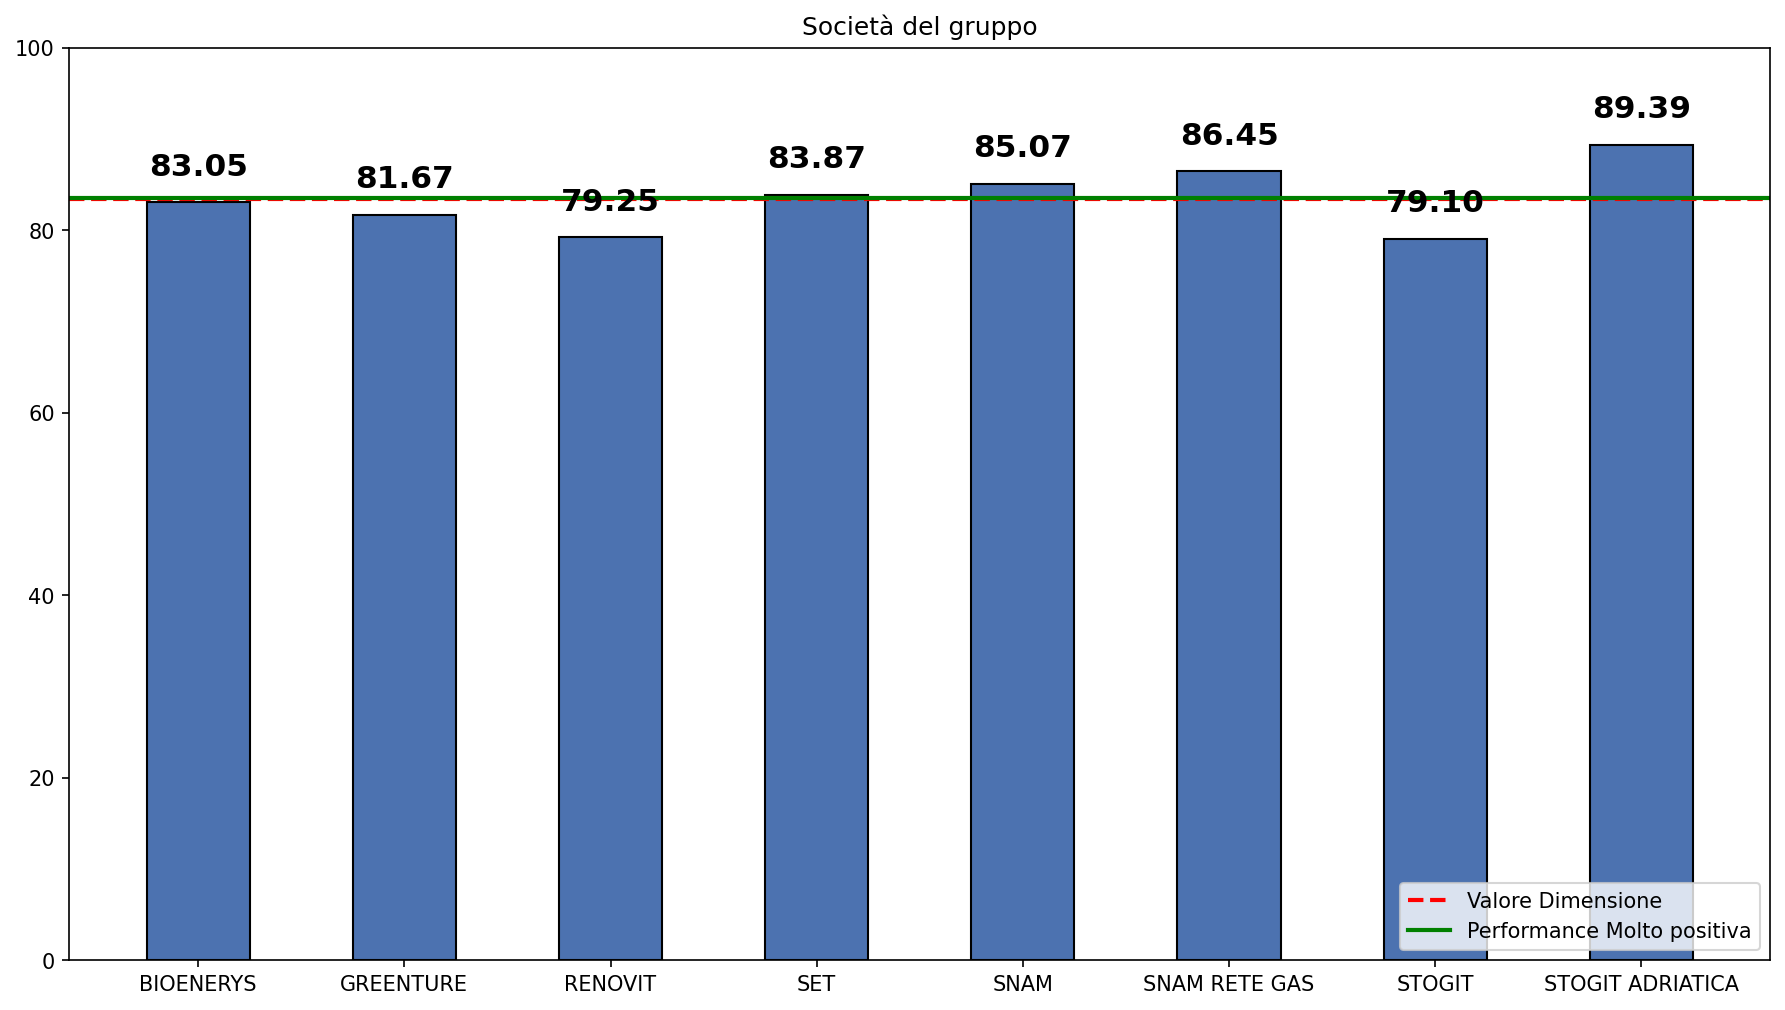 Società del gruppo
100
80
60
40
20
0
83.05
81.67
79.25
83.87
85.07
86.45
79.10
89.39
Valore Dimensione
Performance Molto positiva
BIOENERYS
GREENTURE
RENOVIT
SET
SNAM
SNAM RETE GAS
STOGIT
STOGIT ADRIATICA